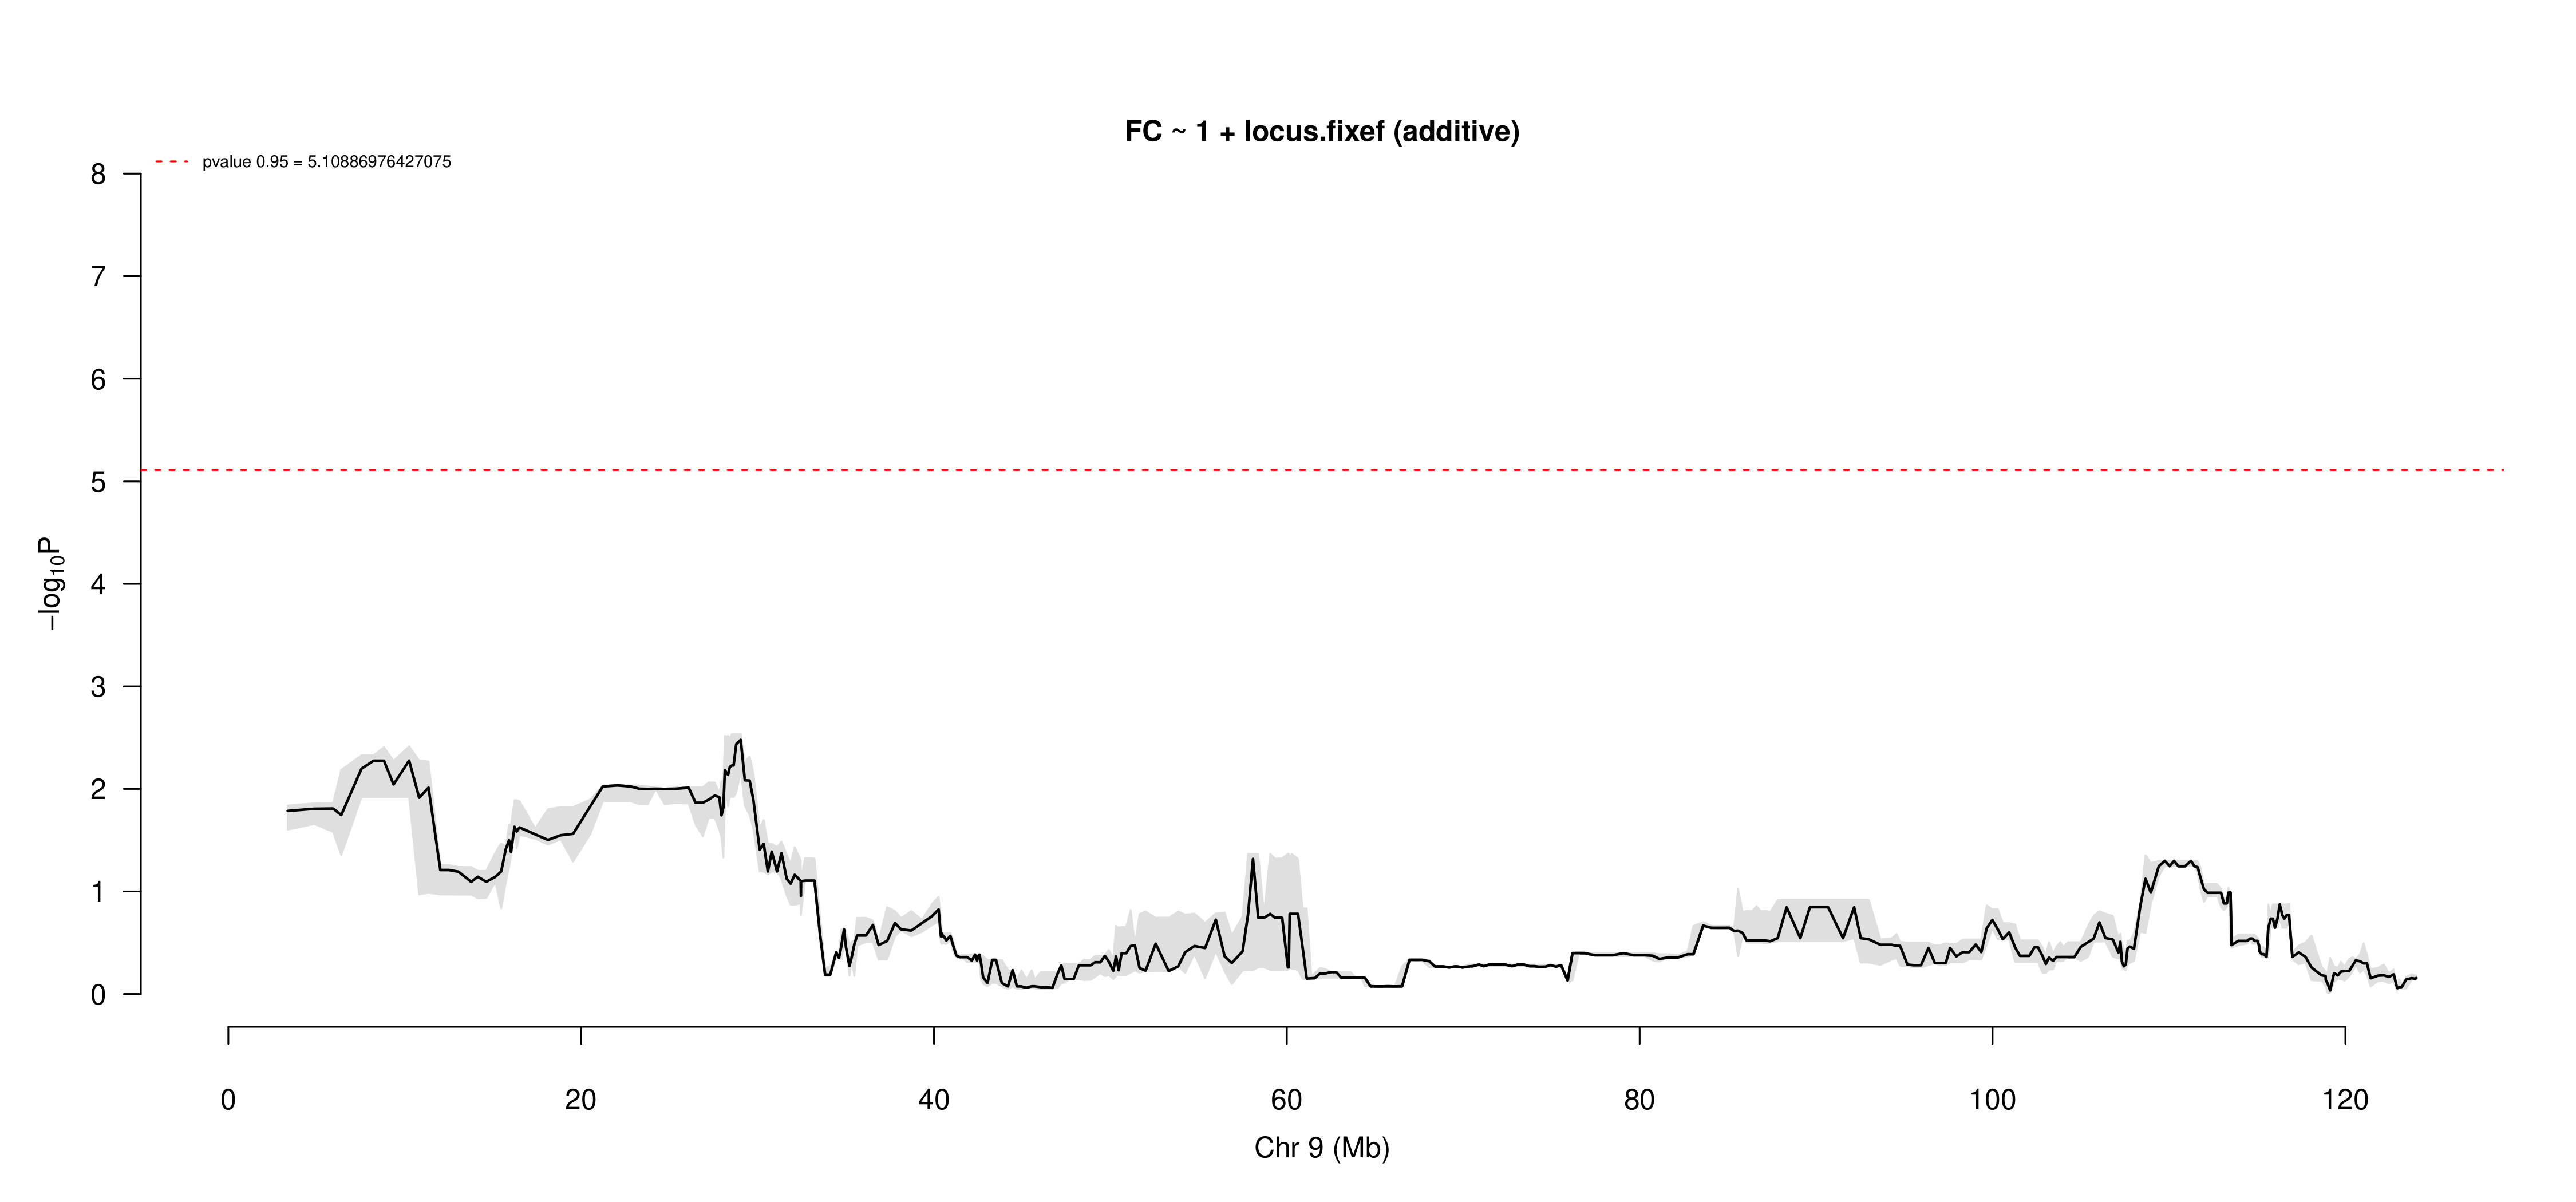 FC ~ 1 + locus.fixef (additive)
pvalue 0.95 = 5.10886976427075
8
7
6
5
4
3
2
1
0
−log₁₀P
0 20 40 60 80 100 120
Chr 9 (Mb)